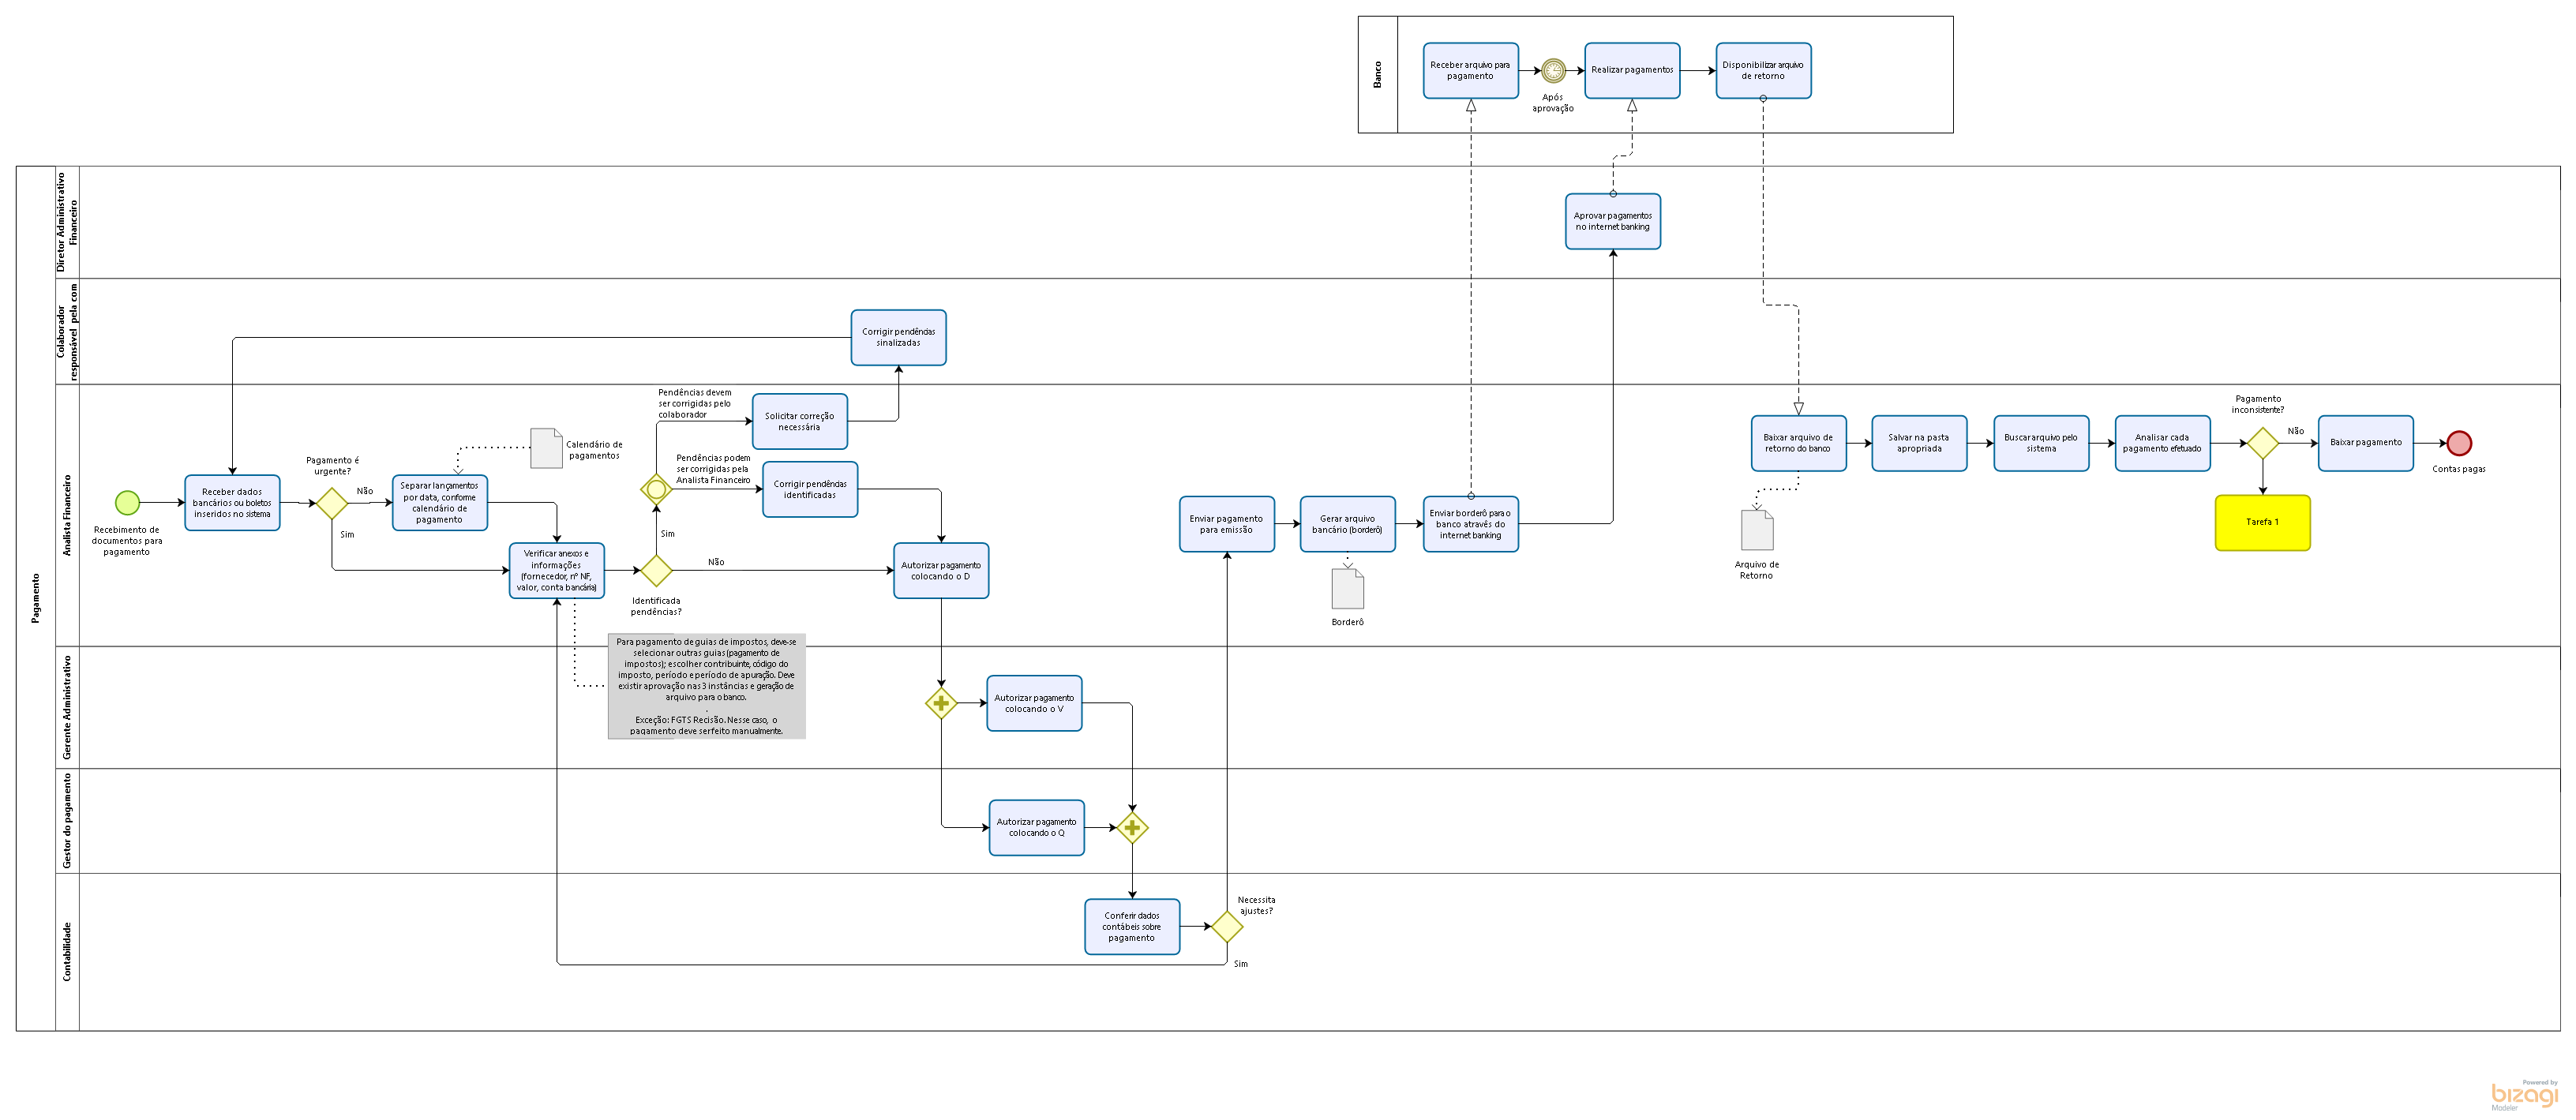 Banco
Receber arquivo para
pagamento
Após
aprovação
Realizar pagamentos
Disponibilizar arquivo
de retorno
Pagamento
Diretor Administrativo
Financeiro
Aprovar pagamentos
no internet banking
Colaborador
responsável pela com
Corrigir pendências
sinalizadas
Analista Financeiro
Recebimento de
documentos para
pagamento
Receber dados
bancários ou boletos
inseridos no sistema
Pagamento é
urgente?
Não
Sim
Separar lançamentos
por data, conforme
calendário de
pagamento
Calendário de
pagamentos
Verificar anexos e
informações
(fornecedor, nº NF,
valor, conta bancária)
Identificada
pendências?
Sim
Não
Pendências devem
ser corrigidas pelo
colaborador
Solicitar correção
necessária
Pendências podem
ser corrigidas pela
Analista Financeiro
Corrigir pendências
identificadas
Autorizar pagamento
colocando o D
Enviar pagamento
para emissão
Gerar arquivo
bancário (borderô)
Borderô
Enviar borderô para o
banco através do
internet banking
Baixar arquivo de
retorno do banco
Arquivo de
Retorno
Salvar na pasta
apropriada
Buscar arquivo pelo
sistema
Analisar cada
pagamento efetuado
Pagamento
inconsistente?
Não
Tarefa 1
Baixar pagamento
Contas pagas
Para pagamento de guias de impostos, deve-se
selecionar outras guias (pagamento de
impostos); escolher contribuinte, código do
imposto, período e período de apuração. Deve
existir aprovação nas 3 instâncias e geração de
arquivo para o banco.
.
Exceção: FGTS Recisão. Nesse caso, o
pagamento deve ser feito manualmente.
Gerente Administrativo
Autorizar pagamento
colocando o V
Gestor do pagamento
Autorizar pagamento
colocando o Q
Contabilidade
Conferir dados
contábeis sobre
pagamento
Necessita
ajustes?
Sim
Powered by
bizagi
Modeler